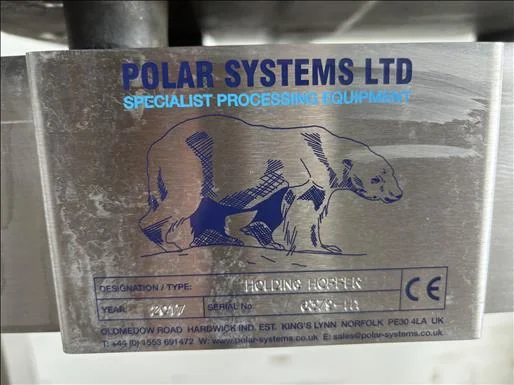 POLAR SYSTEMS LTD
SPECIALIST PROCESSING EQUIPMENT
DESIGNATION / TYPE: HOLDING HOPPER CE
YEAR: 2017 SERIAL No.
OLDMEDOW ROAD HARDWICK IND. EST. KING'S LYNN NORFOLK PE30 4LA UK
T: +44 (0) 1553 691472 W: www.polar-systems.co.uk E: sales@polar-systems.co.uk